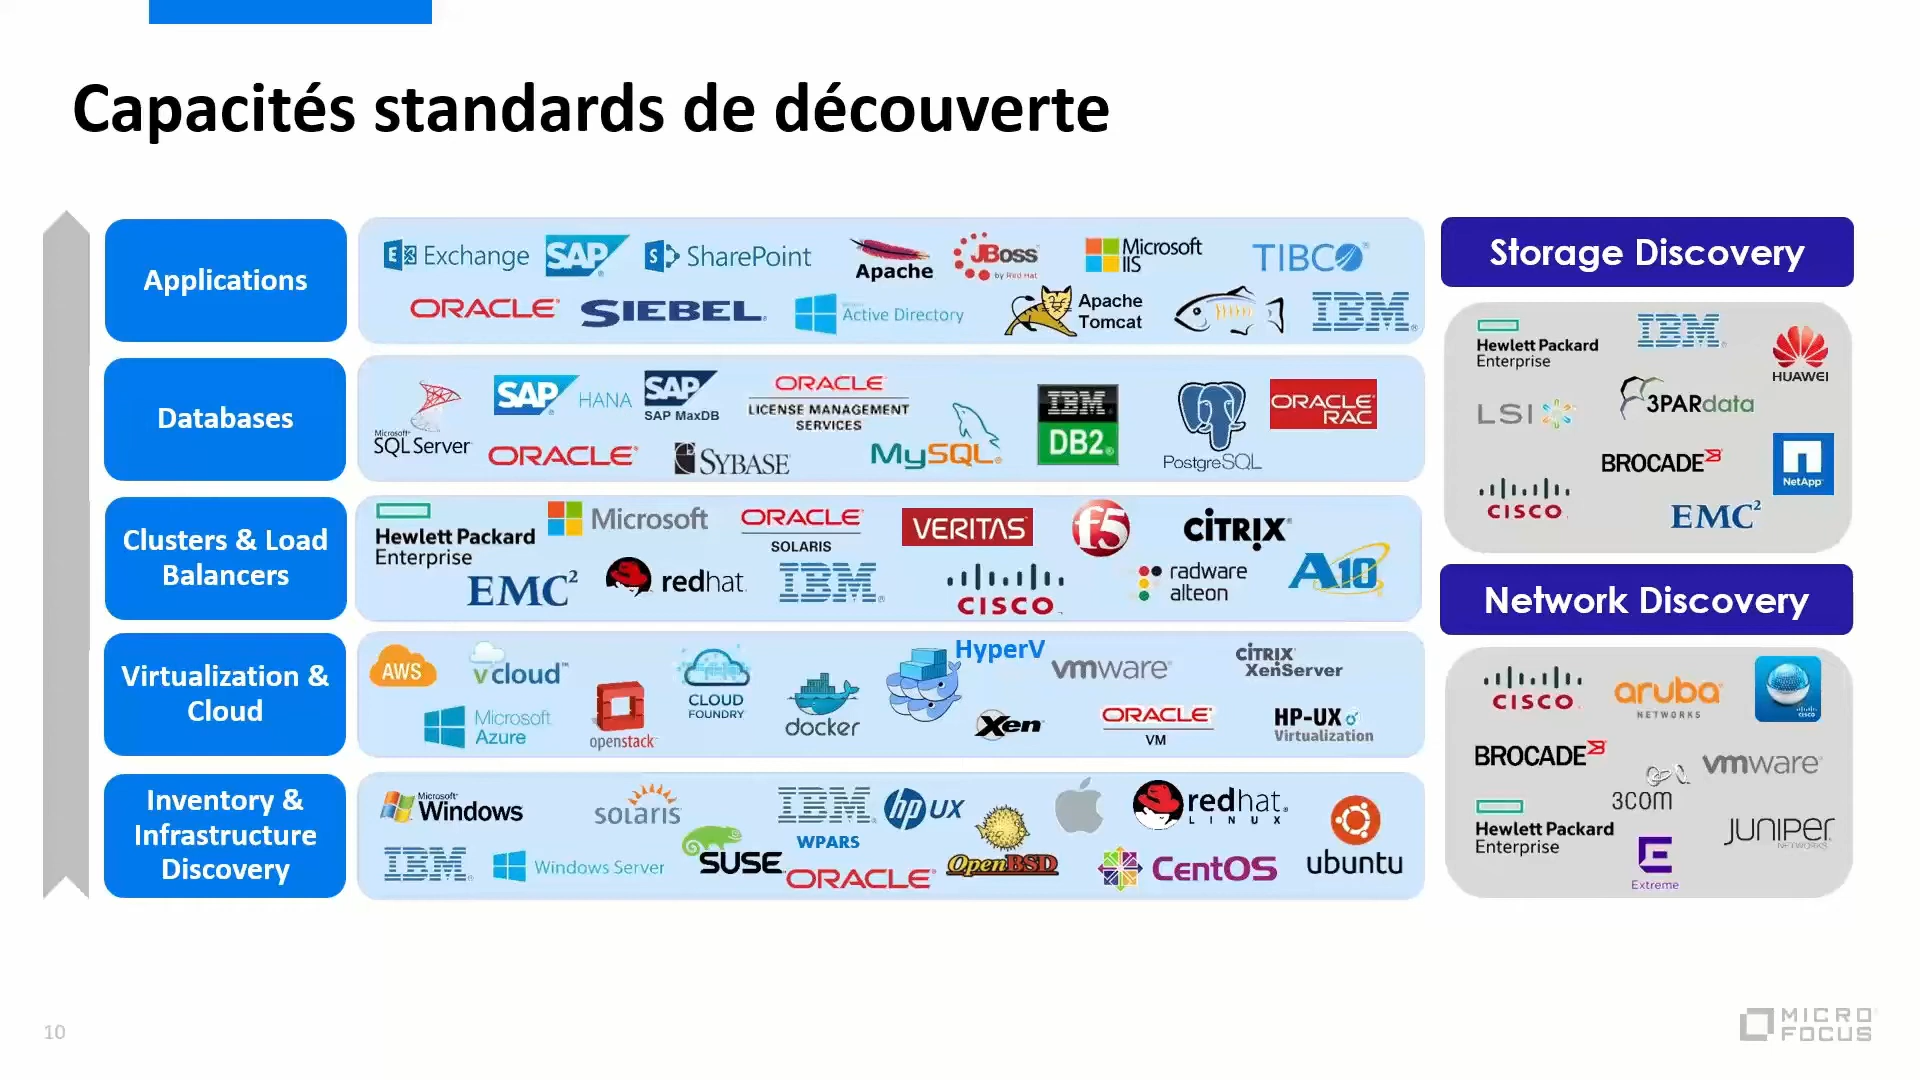 Capacités standards de découverte
Applications
Exchange
SAP
SharePoint
Apache
JBoss
by Red Hat
Microsoft
IIS
TIBCO
ORACLE
SIEBEL
Active Directory
Apache
Tomcat
IBM
Databases
Microsoft
SQL Server
SAP HANA
SAP
SAP MaxDB
ORACLE
LICENSE MANAGEMENT
SERVICES
ORACLE
SYBASE
MySQL
IBM
DB2
PostgreSQL
ORACLE
RAC
Clusters & Load
Balancers
Hewlett Packard
Enterprise
Microsoft
ORACLE
SOLARIS
VERITAS
f5
CITRIX
EMC²
redhat
IBM
CISCO
radware
alteon
A10
Virtualization &
Cloud
AWS
vcloud
CLOUD
FOUNDRY
HyperV
vmware
CITRIX
XenServer
Microsoft
Azure
openstack
docker
Xen
ORACLE
VM
HP-UX
Virtualization
Inventory &
Infrastructure
Discovery
Microsoft
Windows
solaris
IBM
WPARS
hp UX
redhat
LINUX
IBM
Windows Server
SUSE
ORACLE
OpenBSD
CentOS
ubuntu
Storage Discovery
Hewlett Packard
Enterprise
IBM
HUAWEI
LSI
3PARdata
BROCADE
NetApp
CISCO
EMC²
Network Discovery
CISCO
aruba
NETWORKS
CISCO
BROCADE
3COM
vmware
Hewlett Packard
Enterprise
Extreme
JUNIPER
NETWORKS
10
MICRO
FOCUS